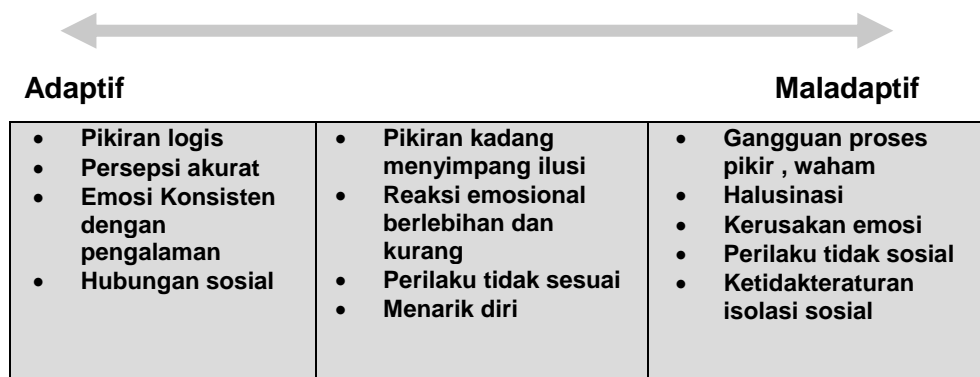 Adaptif
Maladaptif
• Pikiran logis
• Persepsi akurat
• Emosi Konsisten
dengan
pengalaman
• Hubungan sosial
• Pikiran kadang
menyimpang ilusi
• Reaksi emosional
berlebihan dan
kurang
• Perilaku tidak sesuai
• Menarik diri
• Gangguan proses
pikir , waham
• Halusinasi
• Kerusakan emosi
• Perilaku tidak sosial
• Ketidakteraturan
isolasi sosial